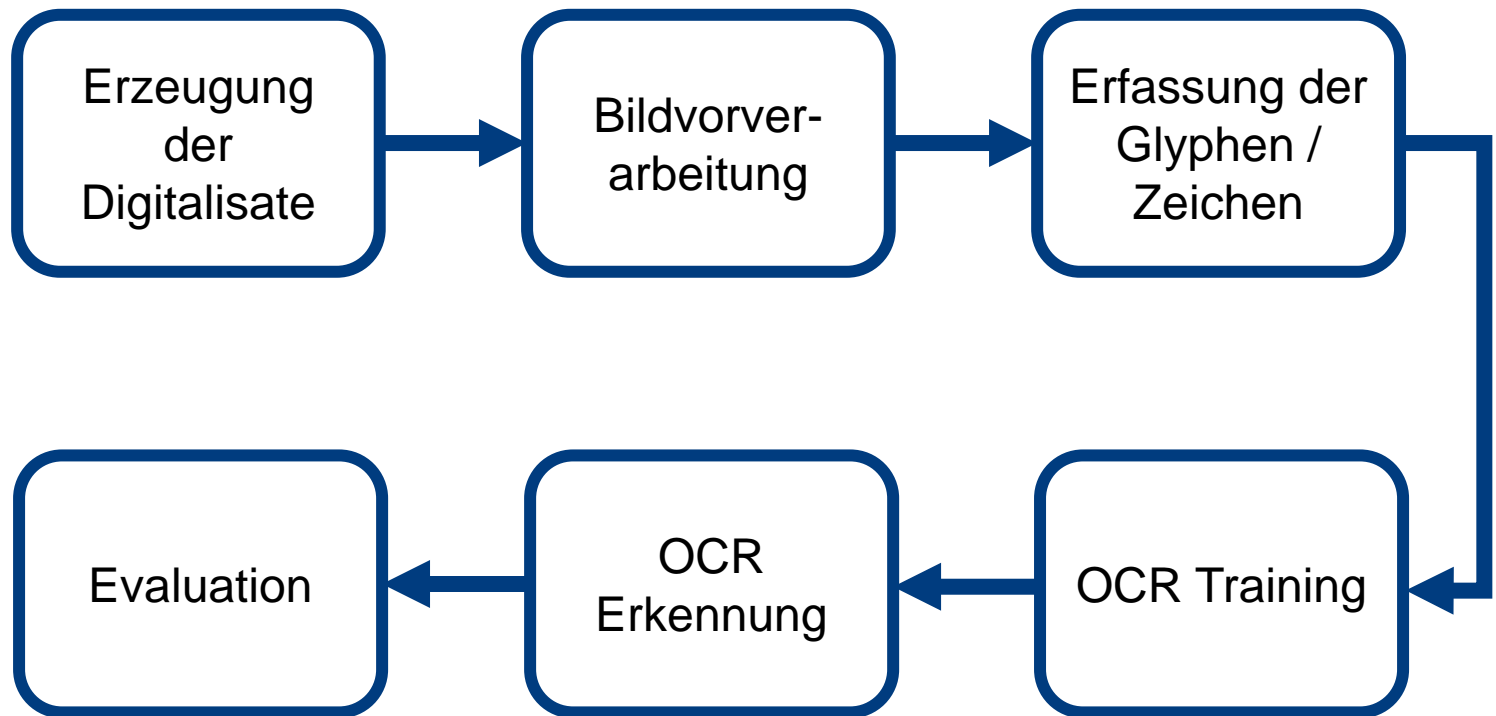 Erzeugung
der
Digitalisate
Bildvorver-
arbeitung
Erfassung der
Glyphen /
Zeichen
OCR Training
OCR
Erkennung
Evaluation